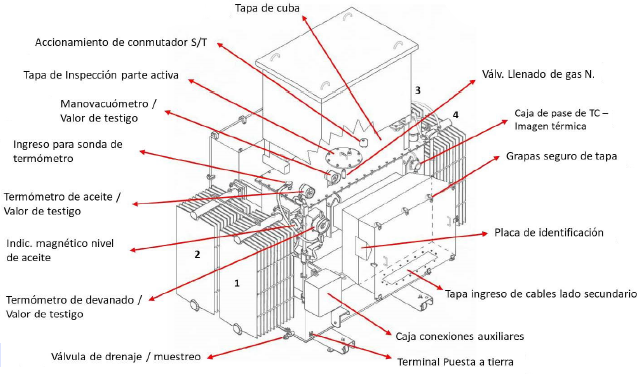 Tapa de cuba
Accionamiento de conmutador S/T
Tapa de Inspección parte activa
Manovacuómetro /
Valor de testigo
Ingreso para sonda de
termómetro
Termómetro de aceite /
Valor de testigo
Indic. magnético nivel
de aceite
Termómetro de devanado /
Valor de testigo
Válvula de drenaje / muestreo
Válv. Llenado de gas N.
3
4
Caja de pase de TC –
Imagen térmica
Grapas seguro de tapa
Placa de identificación
Tapa ingreso de cables lado secundario
Caja conexiones auxiliares
Terminal Puesta a tierra
2
1